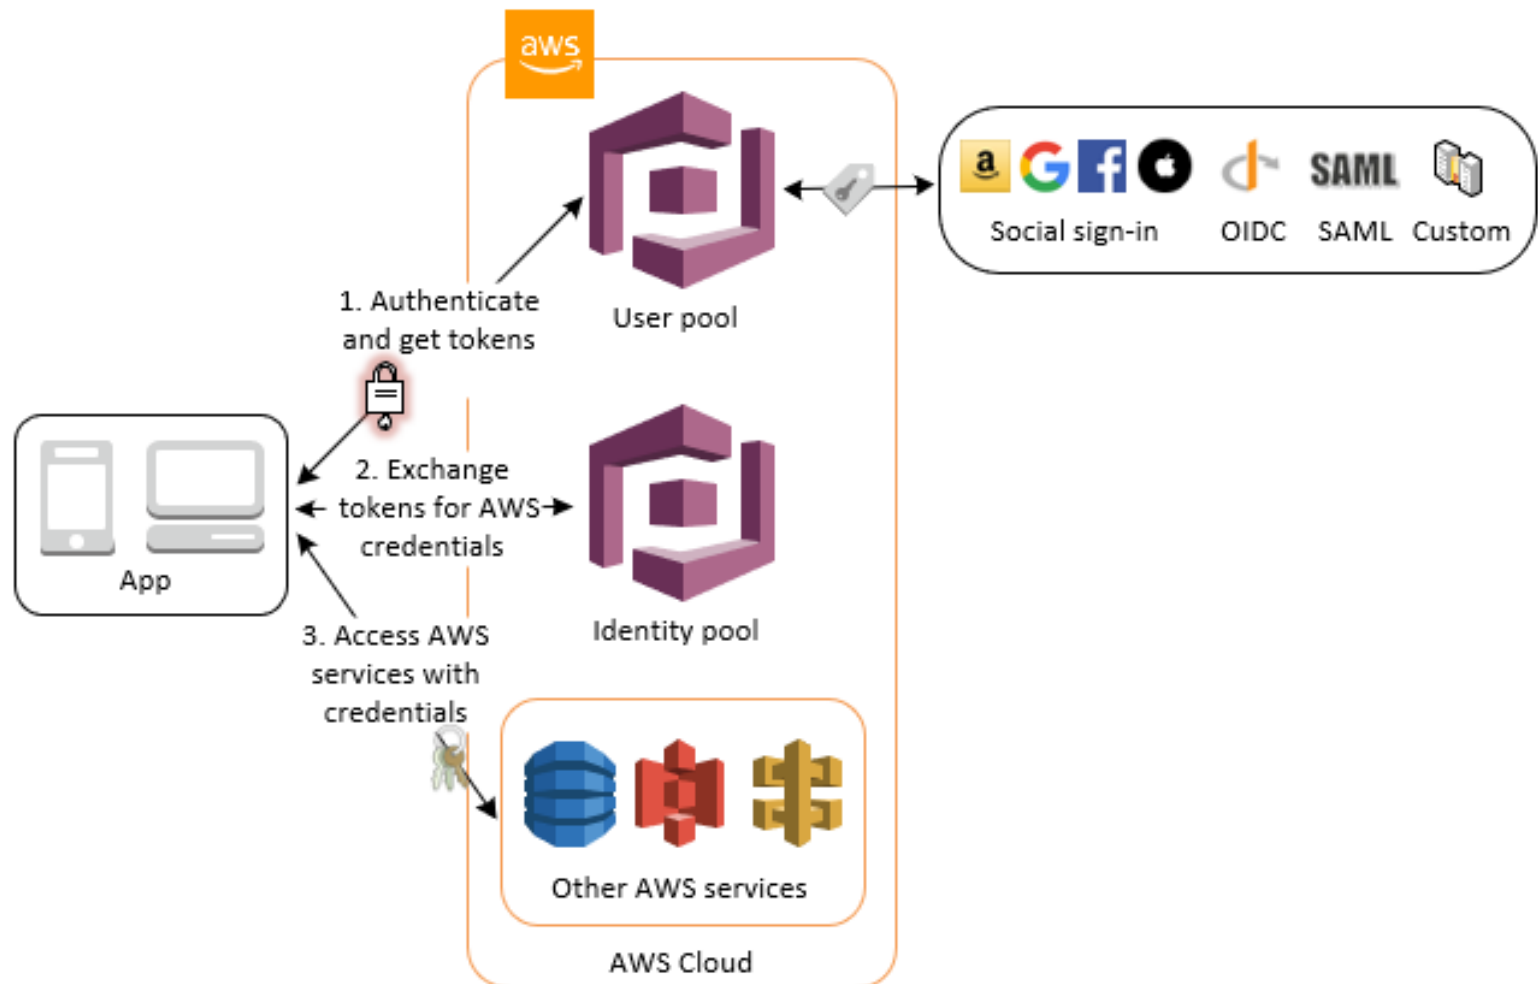 aws
a
G
f
SAML
Social sign-in
OIDC
SAML
Custom
1. Authenticate
and get tokens
User pool
2. Exchange
tokens for AWS
credentials
App
Identity pool
3. Access AWS
services with
credentials
Other AWS services
AWS Cloud